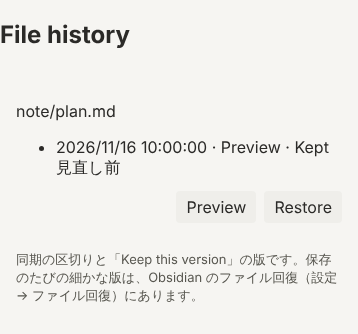 File history
note/plan.md
• 2026/11/16 10:00:00 · Preview · Kept
見直し前
Preview Restore
同期の区切りと「Keep this version」の版です。保存
のたびの細かな版は、Obsidian のファイル回復（設定
→ ファイル回復）にあります。